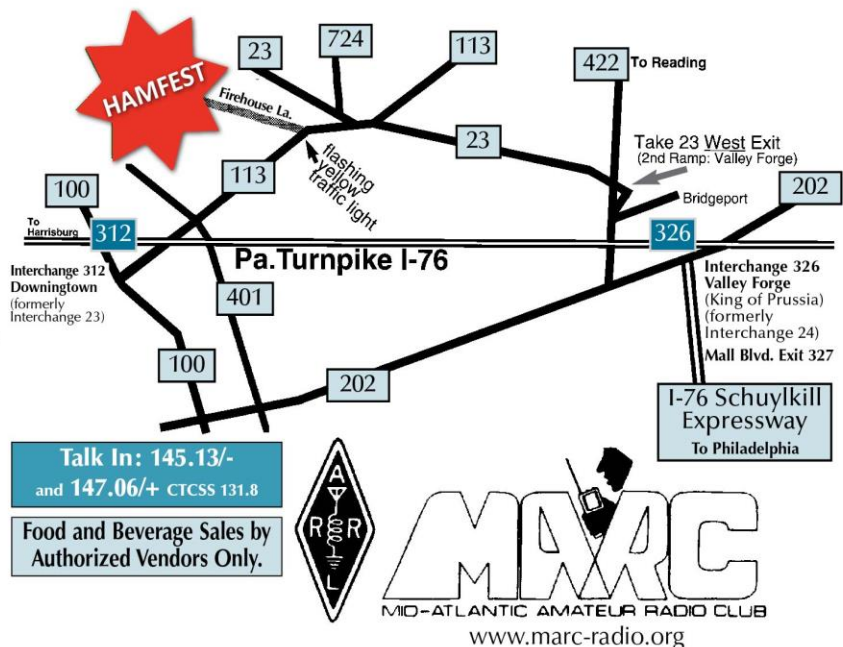 HAMFEST
23
724
113
422
To Reading
Firehouse La.
flashing
yellow
traffic light
23
Take 23 West Exit
(2nd Ramp: Valley Forge)
Bridgeport
202
100
113
To
Harrisburg
312
326
Pa.Turnpike I-76
Interchange 312
Downingtown
(formerly
Interchange 23)
401
100
202
Interchange 326
Valley Forge
(King of Prussia)
(formerly
Interchange 24)
Mall Blvd. Exit 327
I-76 Schuylkill
Expressway
To Philadelphia
Talk In: 145.13/-
and 147.06/+ CTCSS 131.8
Food and Beverage Sales by
Authorized Vendors Only.
A
R R
L
MARC
MID-ATLANTIC AMATEUR RADIO CLUB
www.marc-radio.org